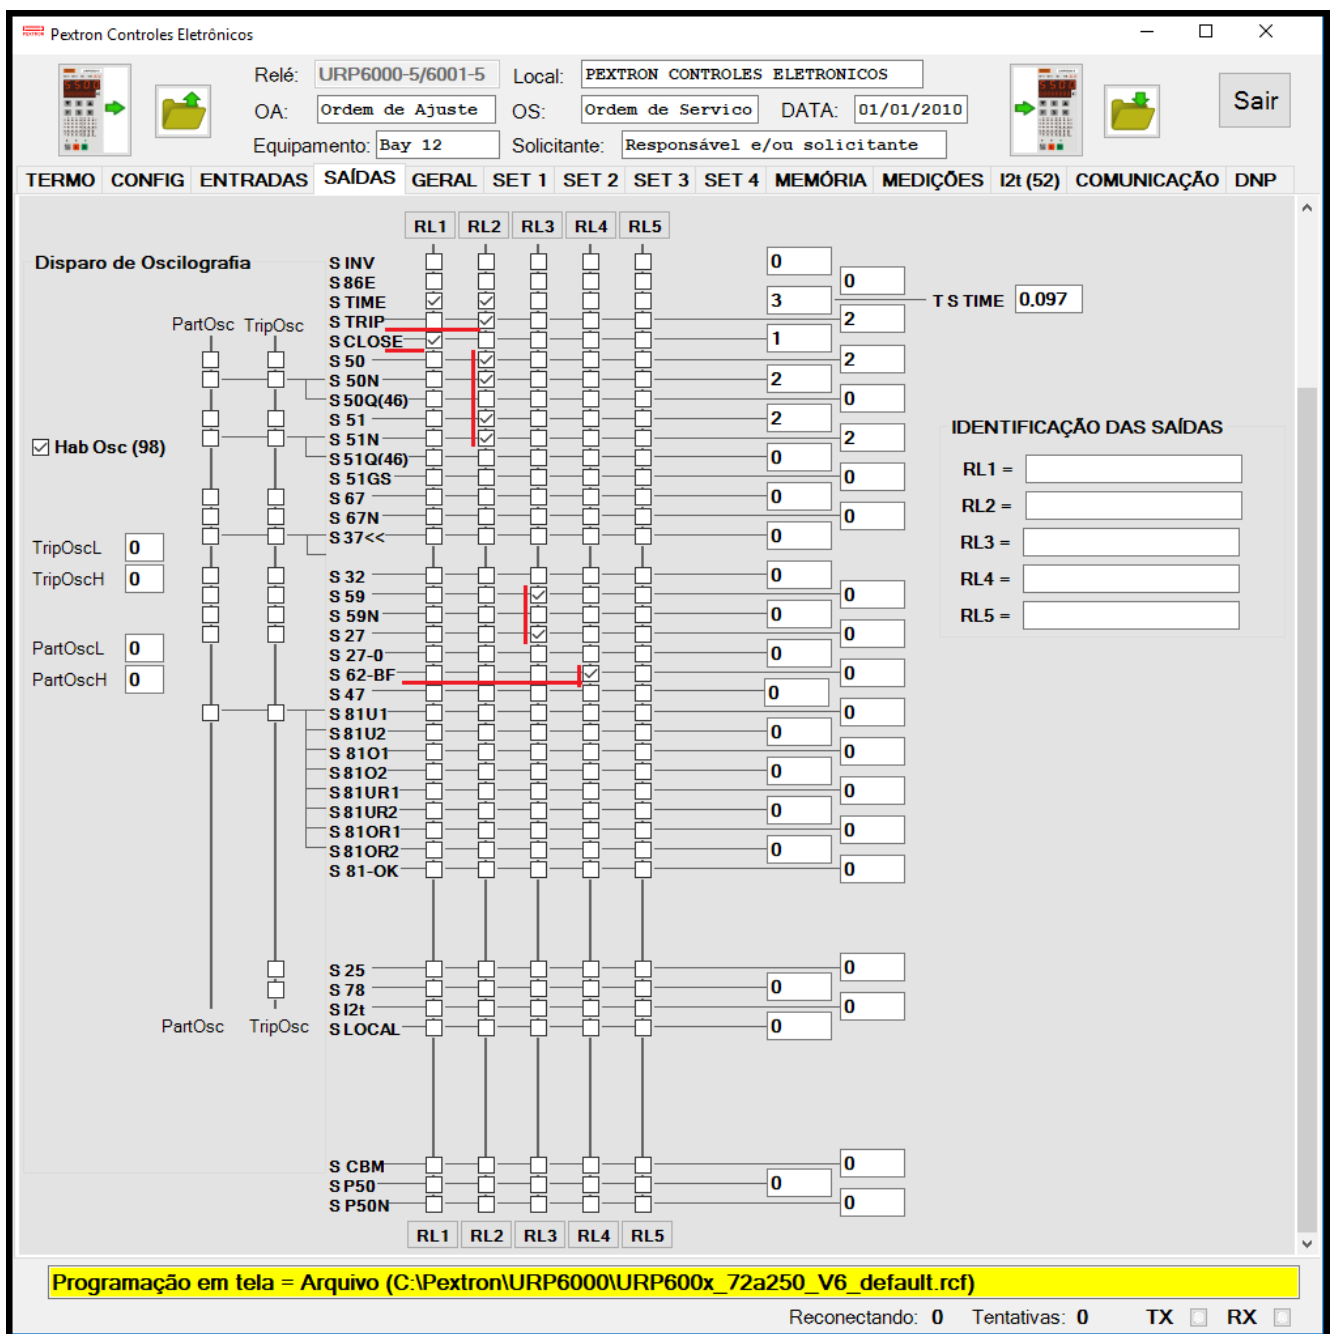 Pextron Controles Eletrônicos
Relé: URP6000-5/6001-5 Local: PEXTRON CONTROLES ELETRONICOS
OA: Ordem de Ajuste OS: Ordem de Servico DATA: 01/01/2010
Sair
Equipamento: Bay 12 Solicitante: Responsável e/ou solicitante
TERMO CONFIG ENTRADAS SAÍDAS GERAL SET 1 SET 2 SET 3 SET 4 MEMÓRIA MEDIÇÕES I2t (52) COMUNICAÇÃO DNP
RL1 RL2 RL3 RL4 RL5
Disparo de Oscilografia
PartOsc TripOsc
Hab Osc (98)
TripOscL 0
TripOscH 0
PartOscL 0
PartOscH 0
PartOsc TripOsc
S INV 0
S 86E 0
S TIME 3 T S TIME 0.097
S TRIP 2
S CLOSE 1
S 50 2
S 50N 2
S 50Q(46) 0
S 51 2
S 51N 2
S 51Q(46) 0
S 51GS 0
S 67 0
S 67N 0
S 37<< 0
S 32 0
S 59 0
S 59N 0
S 27 0
S 27-0 0
S 62-BF 0
S 47 0
S 81U1 0
S 81U2 0
S 81O1 0
S 81O2 0
S 81UR1 0
S 81UR2 0
S 81OR1 0
S 81OR2 0
S 81-OK 0
S 25 0
S 78 0
S I2t 0
S LOCAL 0
S CBM 0
S P50 0
S P50N 0
RL1 RL2 RL3 RL4 RL5
IDENTIFICAÇÃO DAS SAÍDAS
RL1 =
RL2 =
RL3 =
RL4 =
RL5 =
Programação em tela = Arquivo (C:\Pextron\URP6000\URP600x_72a250_V6_default.rcf)
Reconectando: 0 Tentativas: 0 TX RX